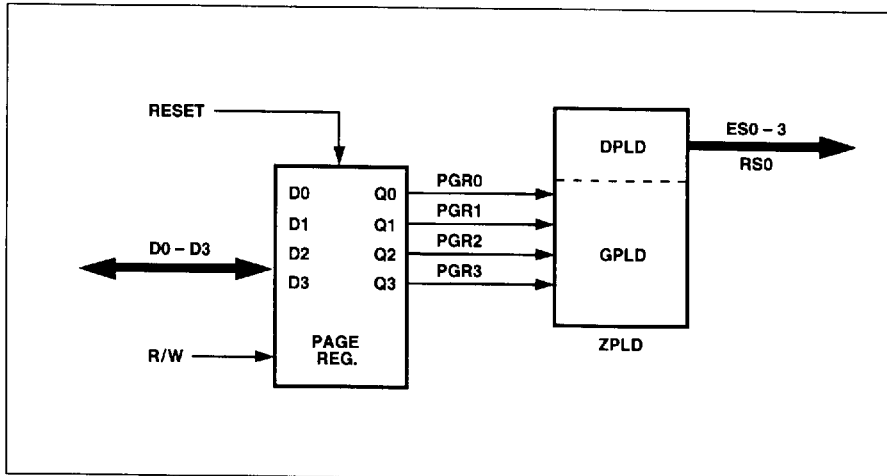 RESET
D0 – D3
R/W
D0 Q0
D1 Q1
D2 Q2
D3 Q3
PAGE
REG.
PGR0
PGR1
PGR2
PGR3
DPLD
GPLD
ZPLD
ES0 – 3
RS0